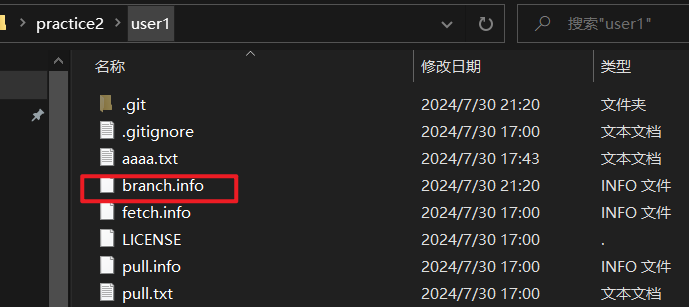 practice2 > user1 搜索"user1"
名称 修改日期 类型
.git 2024/7/30 21:20 文件夹
.gitignore 2024/7/30 17:00 文本文档
aaaa.txt 2024/7/30 17:43 文本文档
branch.info 2024/7/30 21:20 INFO 文件
fetch.info 2024/7/30 17:00 INFO 文件
LICENSE 2024/7/30 17:00 .
pull.info 2024/7/30 17:00 INFO 文件
pull.txt 2024/7/30 17:00 文本文档